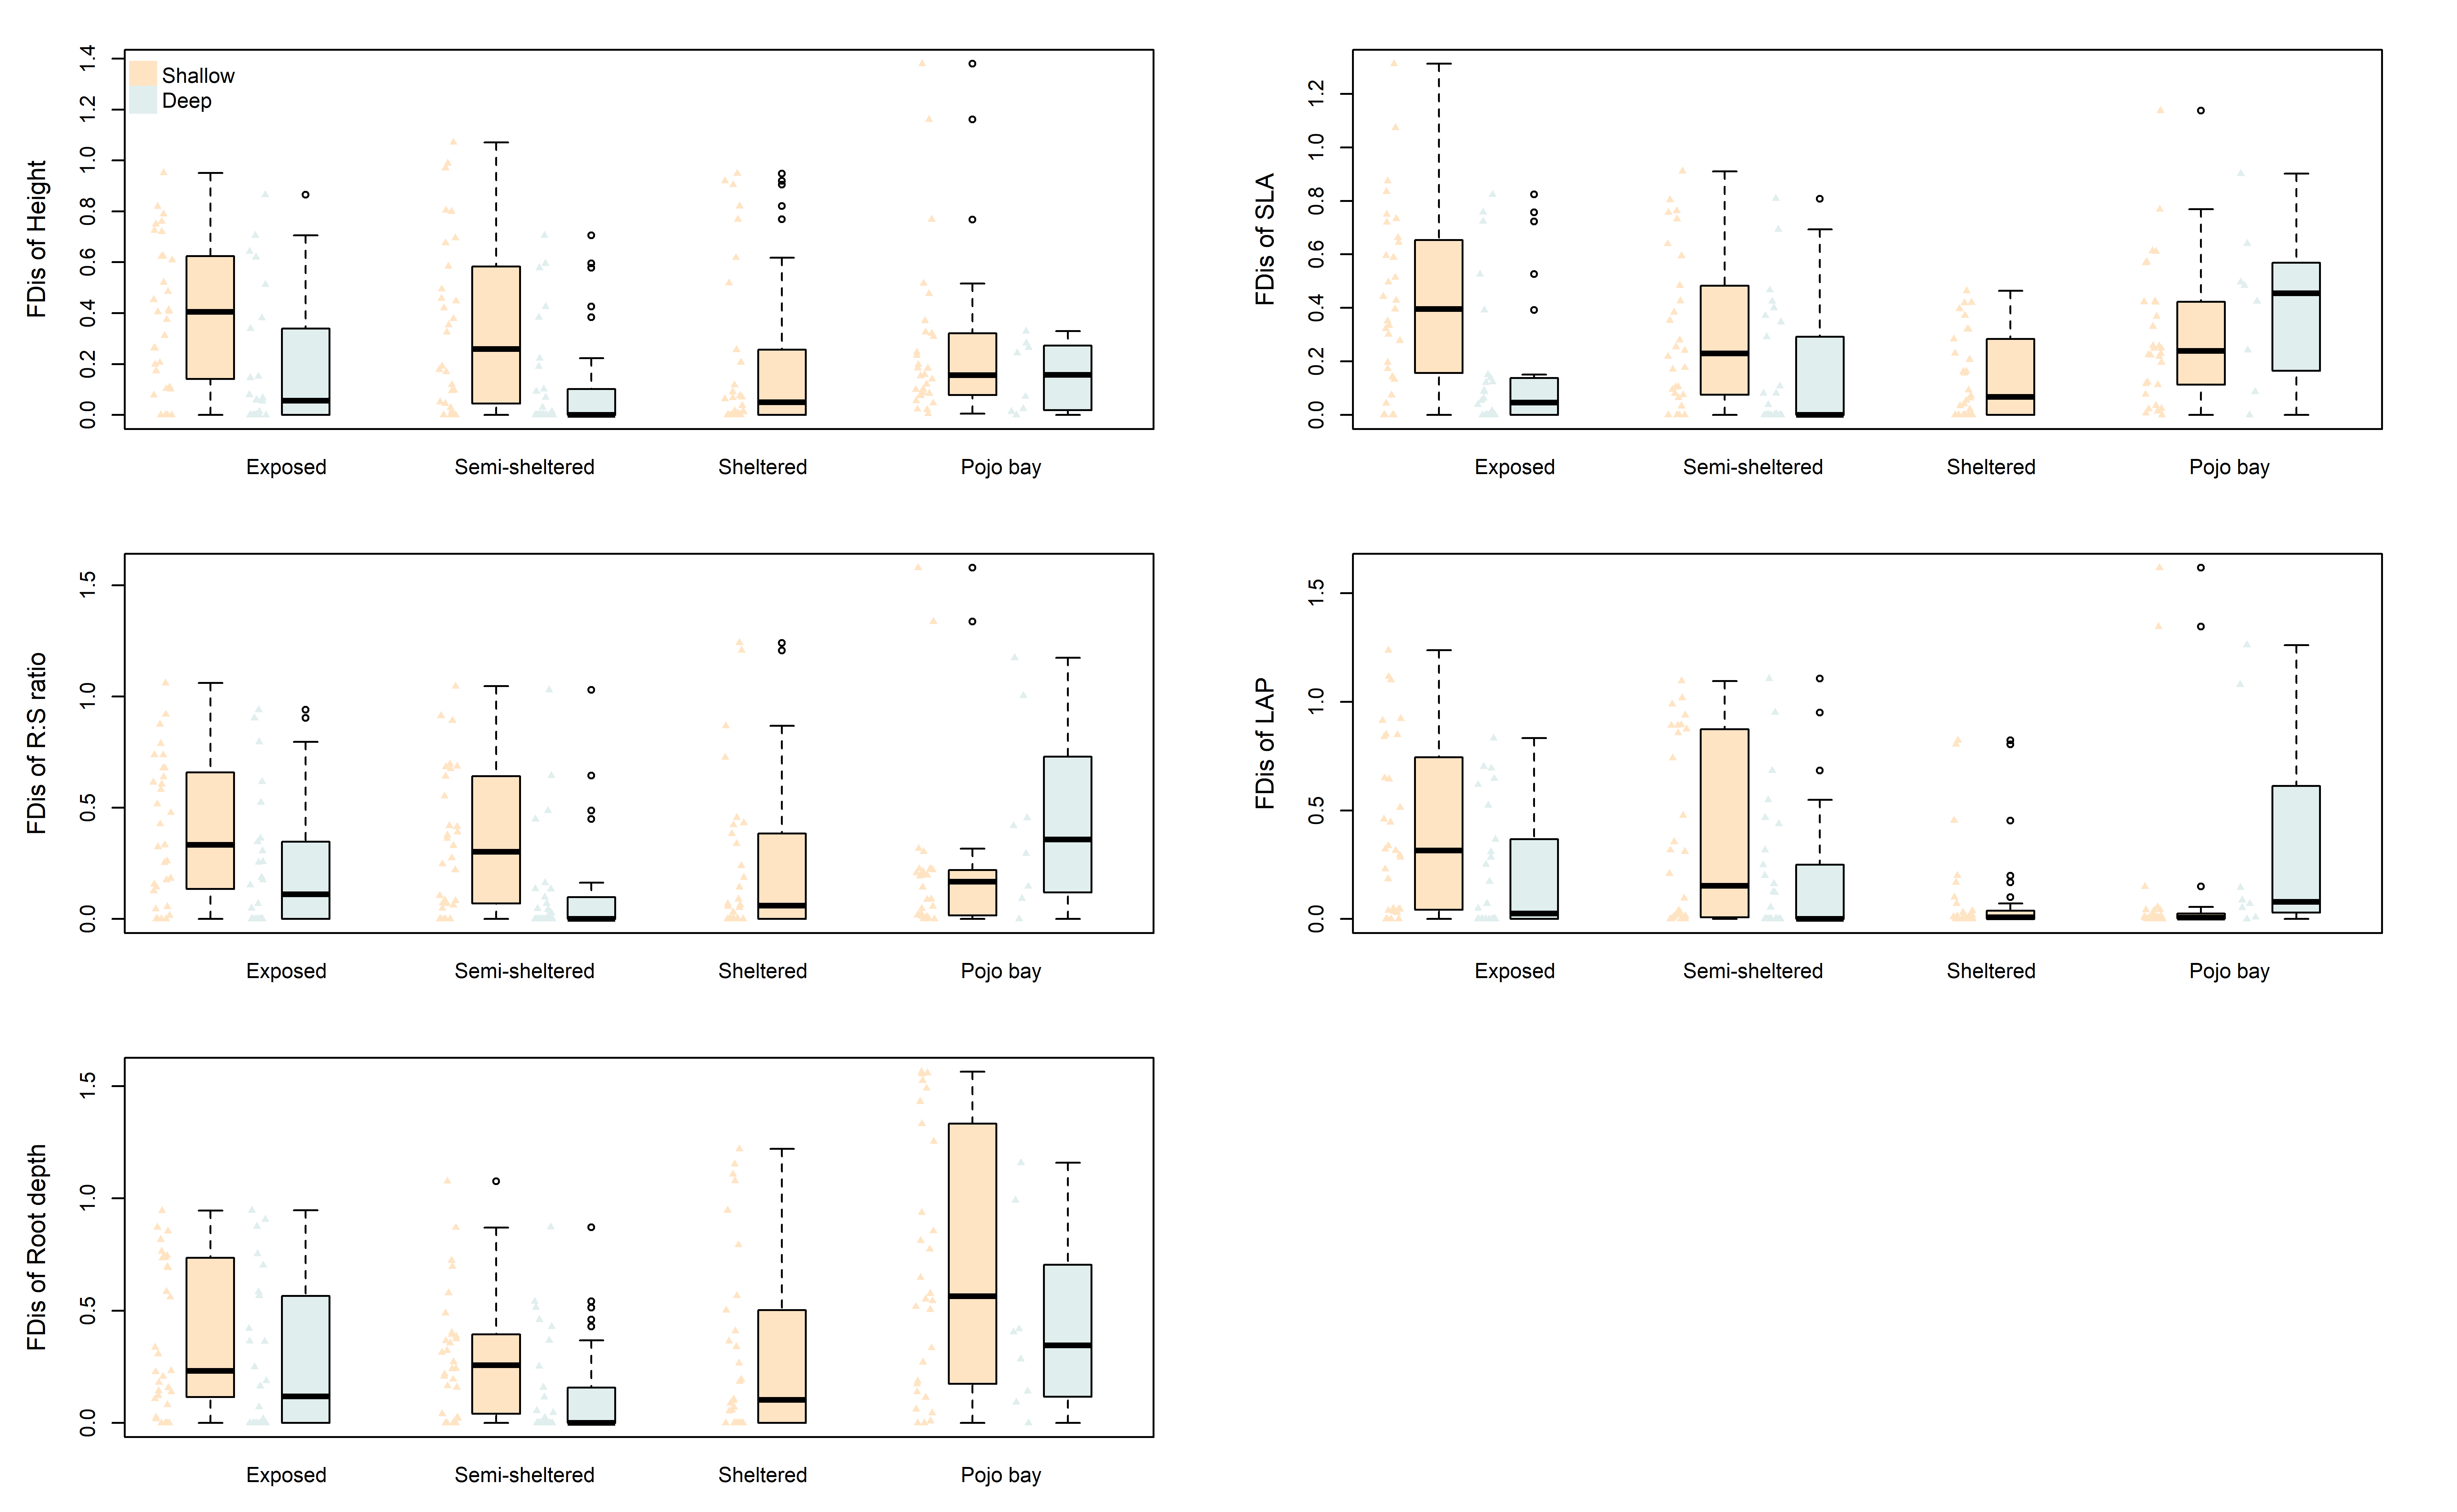 FDis of Height
1.4
1.2
1.0
0.8
0.6
0.4
0.2
0.0
Shallow
Deep
Exposed Semi-sheltered Sheltered Pojo bay
FDis of SLA
1.2
1.0
0.8
0.6
0.4
0.2
0.0
Exposed Semi-sheltered Sheltered Pojo bay
FDis of R:S ratio
1.5
1.0
0.5
0.0
Exposed Semi-sheltered Sheltered Pojo bay
FDis of LAP
1.5
1.0
0.5
0.0
Exposed Semi-sheltered Sheltered Pojo bay
FDis of Root depth
1.5
1.0
0.5
0.0
Exposed Semi-sheltered Sheltered Pojo bay